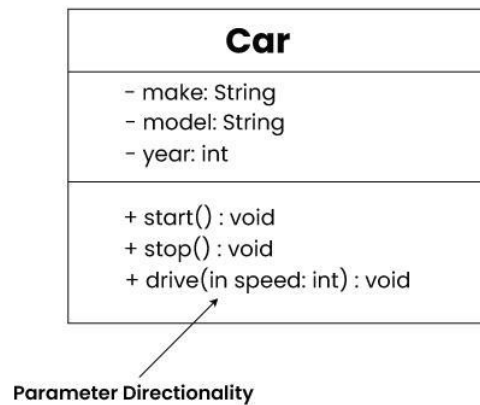 Car
- make: String
- model: String
- year: int
+ start() : void
+ stop() : void
+ drive(in speed: int) : void
Parameter Directionality